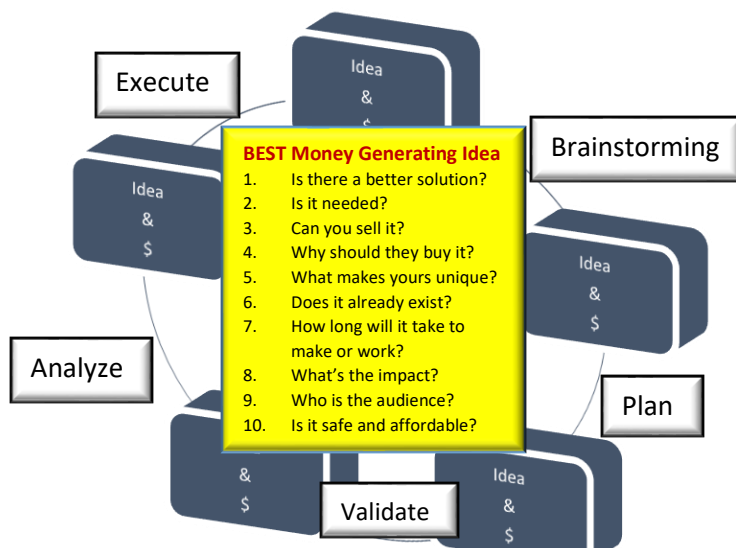 Idea
&
$
Execute
Brainstorming
BEST Money Generating Idea
1. Is there a better solution?
2. Is it needed?
3. Can you sell it?
4. Why should they buy it?
5. What makes yours unique?
6. Does it already exist?
7. How long will it take to
make or work?
8. What's the impact?
9. Who is the audience?
10. Is it safe and affordable?
Idea
&
$
Idea
&
$
Analyze
Plan
&
$
Validate
Idea
&
$